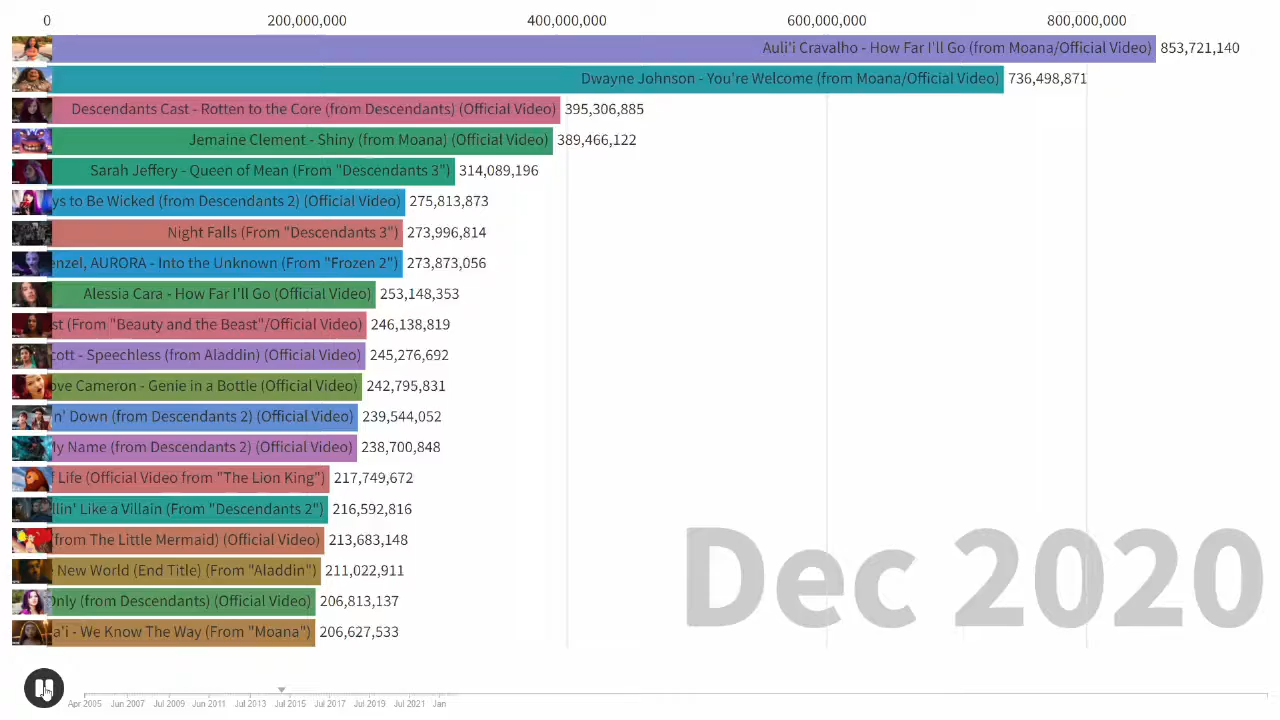 0 200,000,000 400,000,000 600,000,000 800,000,000
Auli'i Cravalho - How Far I'll Go (from Moana/Official Video) 853,721,140
Dwayne Johnson - You're Welcome (from Moana/Official Video) 736,498,871
Descendants Cast - Rotten to the Core (from Descendants) (Official Video) 395,306,885
Jemaine Clement - Shiny (from Moana) (Official Video) 389,466,122
Sarah Jeffery - Queen of Mean (From "Descendants 3") 314,089,196
ys to Be Wicked (from Descendants 2) (Official Video) 275,813,873
Night Falls (From "Descendants 3") 273,996,814
enzel, AURORA - Into the Unknown (From "Frozen 2") 273,873,056
Alessia Cara - How Far I'll Go (Official Video) 253,148,353
st (From "Beauty and the Beast"/Official Video) 246,138,819
cott - Speechless (from Aladdin) (Official Video) 245,276,692
ove Cameron - Genie in a Bottle (Official Video) 242,795,831
n' Down (from Descendants 2) (Official Video) 239,544,052
My Name (from Descendants 2) (Official Video) 238,700,848
f Life (Official Video from "The Lion King") 217,749,672
llin' Like a Villain (From "Descendants 2") 216,592,816
from The Little Mermaid) (Official Video) 213,683,148
New World (End Title) (From "Aladdin") 211,022,911
Only (from Descendants) (Official Video) 206,813,137
a'i - We Know The Way (From "Moana") 206,627,533
Dec 2020
Apr 2005 Jun 2007 Jul 2009 Jun 2011 Jul 2013 Jul 2015 Jul 2017 Jul 2019 Jul 2021 Jan